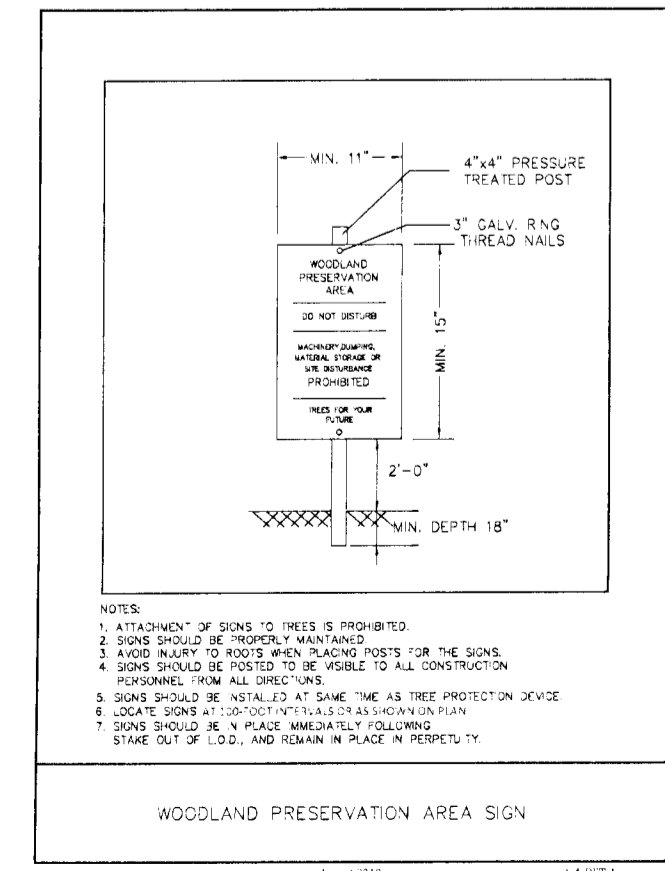 MIN. 11"
4"x4" PRESSURE
TREATED POST
3" GALV. RING
THREAD NAILS
WOODLAND
PRESERVATION
AREA
DO NOT DISTURB
MACHINERY,DUMPING,
MATERIAL STORAGE OR
SITE DISTURBANCE
PROHIBITED
TREES FOR YOUR
FUTURE
MIN. 15"
2'-0"
MIN. DEPTH 18"
NOTES:
1. ATTACHMENT OF SIGNS TO TREES IS PROHIBITED.
2. SIGNS SHOULD BE PROPERLY MAINTAINED.
3. AVOID INJURY TO ROOTS WHEN PLACING POSTS FOR THE SIGNS.
4. SIGNS SHOULD BE POSTED TO BE VISIBLE TO ALL CONSTRUCTION
PERSONNEL FROM ALL DIRECTIONS.
5. SIGNS SHOULD BE INSTALLED AT SAME TIME AS TREE PROTECTION DEVICE.
6. LOCATE SIGNS AT 100-FOOT INTERVALS OR AS SHOWN ON PLAN
7. SIGNS SHOULD BE IN PLACE IMMEDIATELY FOLLOWING
STAKE OUT OF L.O.D., AND REMAIN IN PLACE IN PERPETUITY.
WOODLAND PRESERVATION AREA SIGN